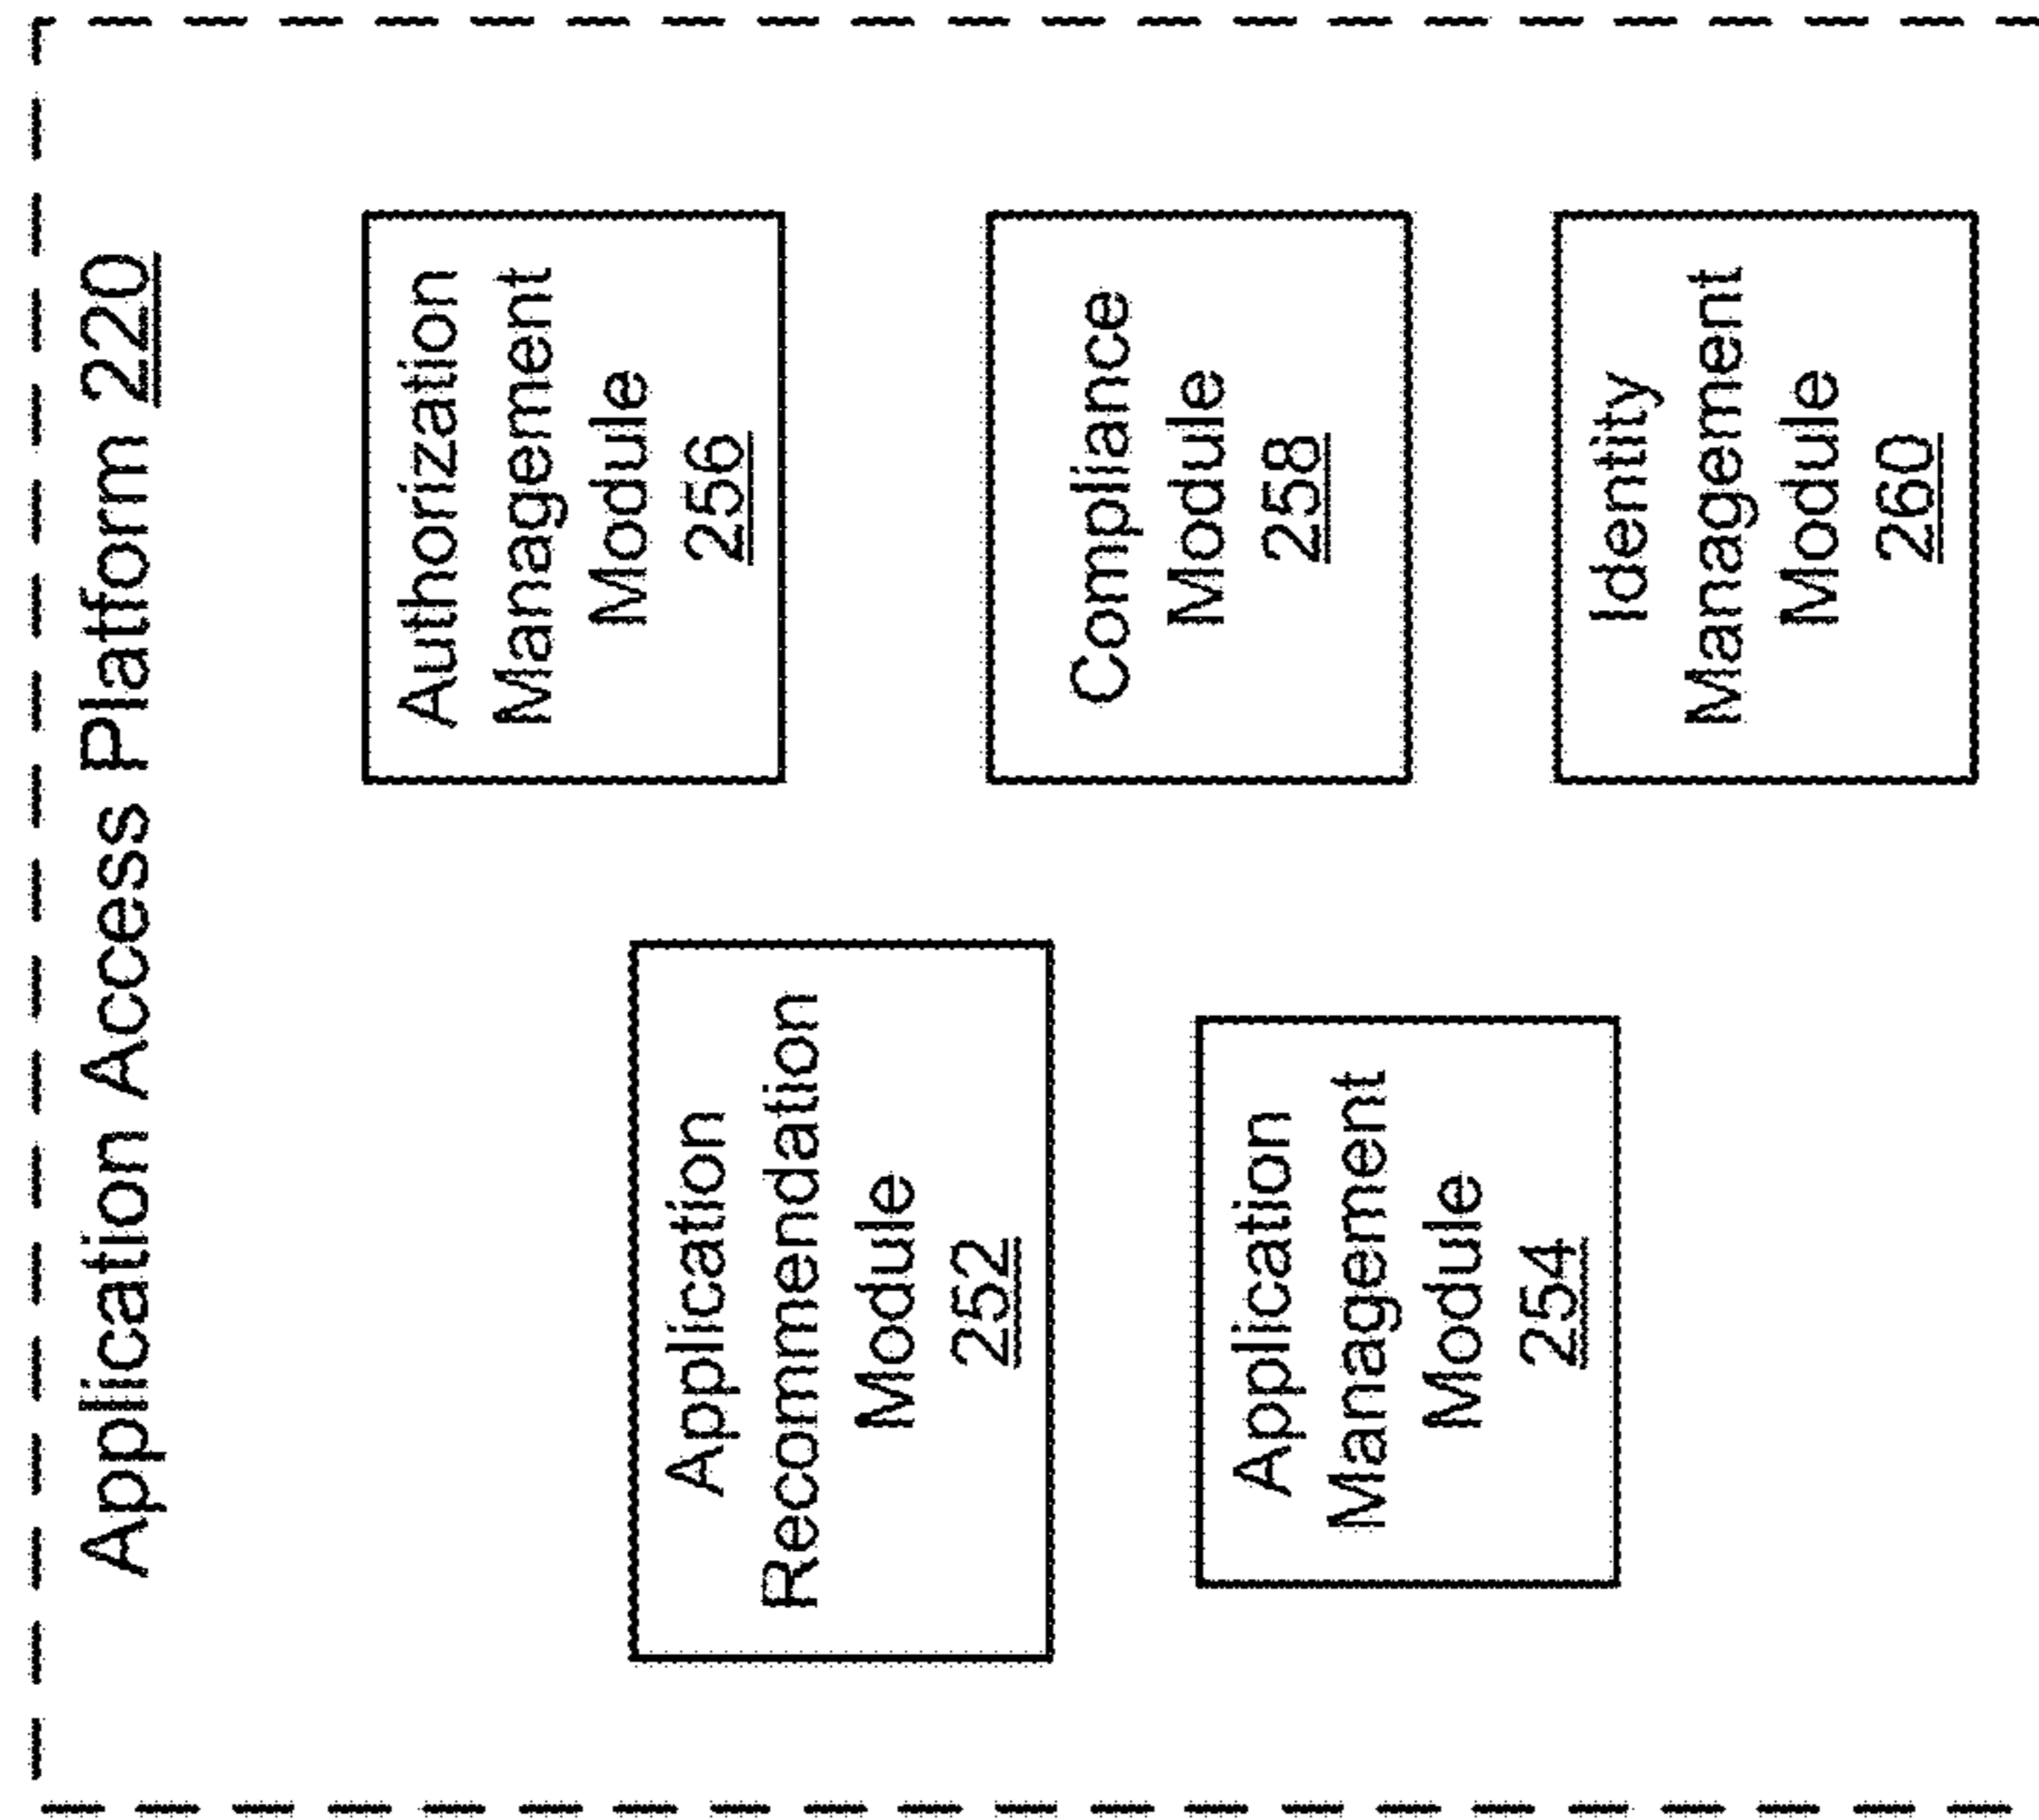 Application Access Platform 220
Application
Recommendation
Module
252
Application
Management
Module
254
Authorization
Management
Module
256
Compliance
Module
258
Identity
Management
Module
260